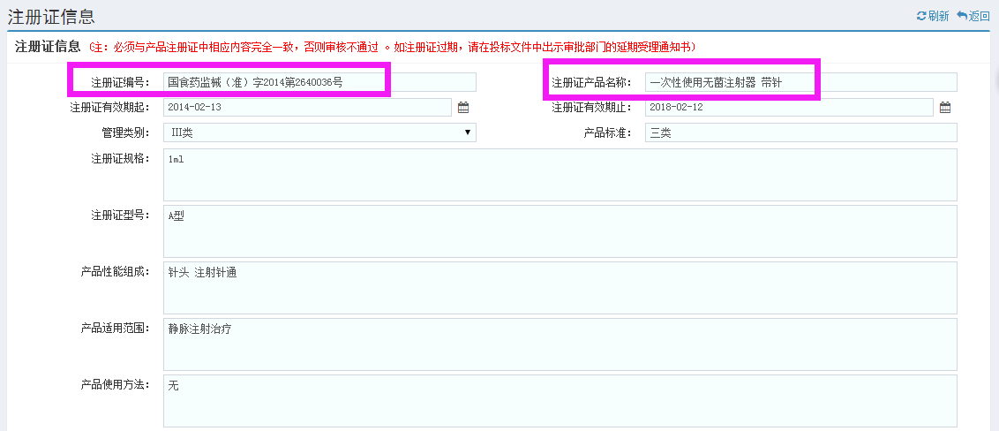 注册证信息
刷新 返回
注册证信息 (注：必须与产品注册证中相应内容完全一致，否则审核不通过 。如注册证过期，请在投标文件中出示审批部门的延期受理通知书)
注册证编号： 国食药监械（准）字2014第2640036号 注册证产品名称： 一次性使用无菌注射器 带针
注册证有效期起： 2014-02-13 注册证有效期止： 2018-02-12
管理类别： III类 产品标准： 三类
注册证规格： 1ml
注册证型号： A型
产品性能组成： 针头 注射针通
产品适用范围： 静脉注射治疗
产品使用方法： 无